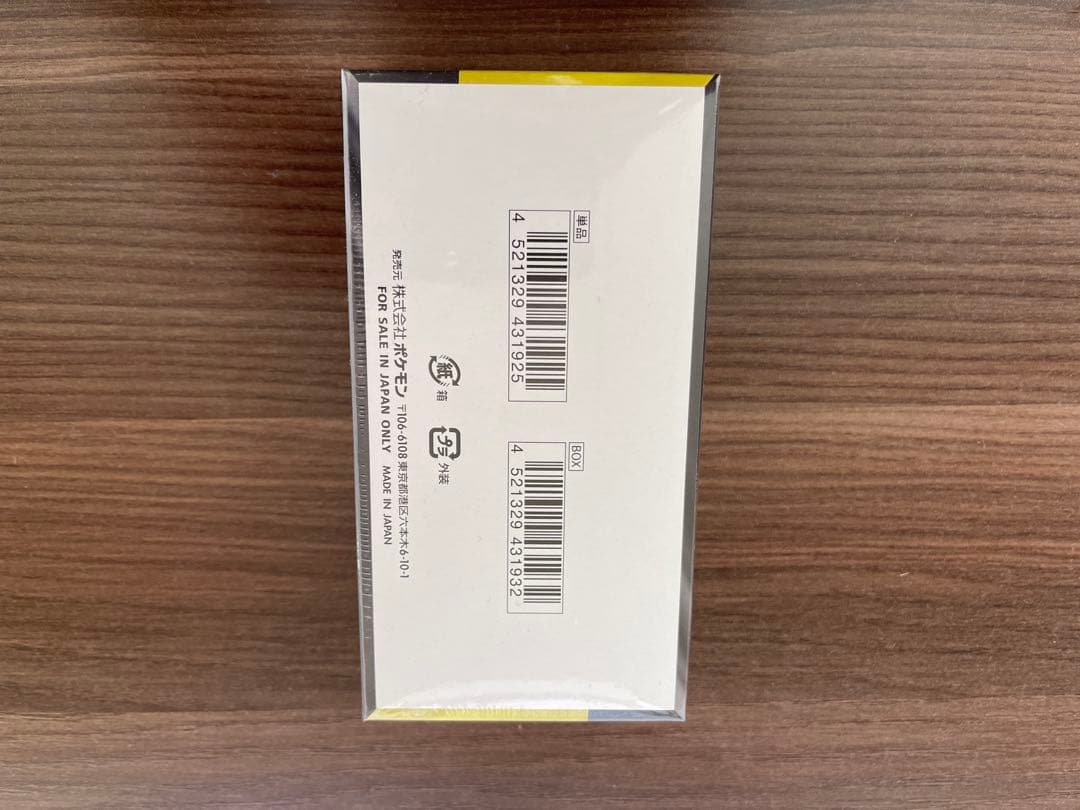 単品
4 521329 431925
BOX
4 521329 431932
紙 箱
プラ 外装
発売元 株式会社ポケモン 〒106-6108 東京都港区六本木6-10-1
FOR SALE IN JAPAN ONLY MADE IN JAPAN